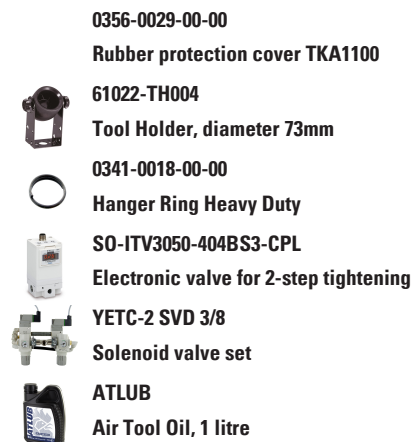 0356-0029-00-00
Rubber protection cover TKA1100
61022-TH004
Tool Holder, diameter 73mm
0341-0018-00-00
Hanger Ring Heavy Duty
SO-ITV3050-404BS3-CPL
Electronic valve for 2-step tightening
YETC-2 SVD 3/8
Solenoid valve set
ATLUB
ATLUB
Air Tool Oil, 1 litre